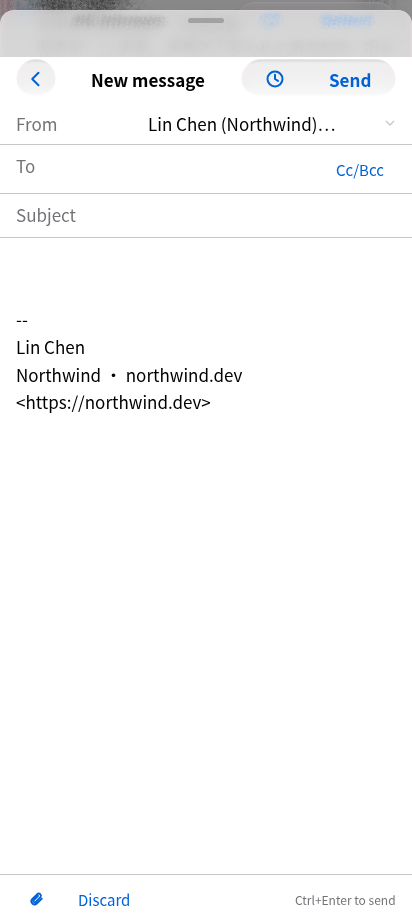 New message
Send
From
Lin Chen (Northwind)…
To
Cc/Bcc
Subject
--
Lin Chen
Northwind • northwind.dev
<https://northwind.dev>
Discard
Ctrl+Enter to send